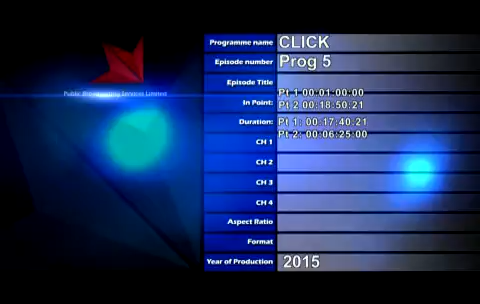 Programme name CLICK
Episode number Prog 5
Public Broadcasting Services Limited
Episode Title
Pt 1 00:01:00:00
In Point: Pt 2 00:18:50.21
Duration: Pt 1: 00:17:40.21
Pt 2: 00:06:25:00
CH 1
CH 2
CH 3
CH 4
Aspect Ratio
Format
Year of Production 2015